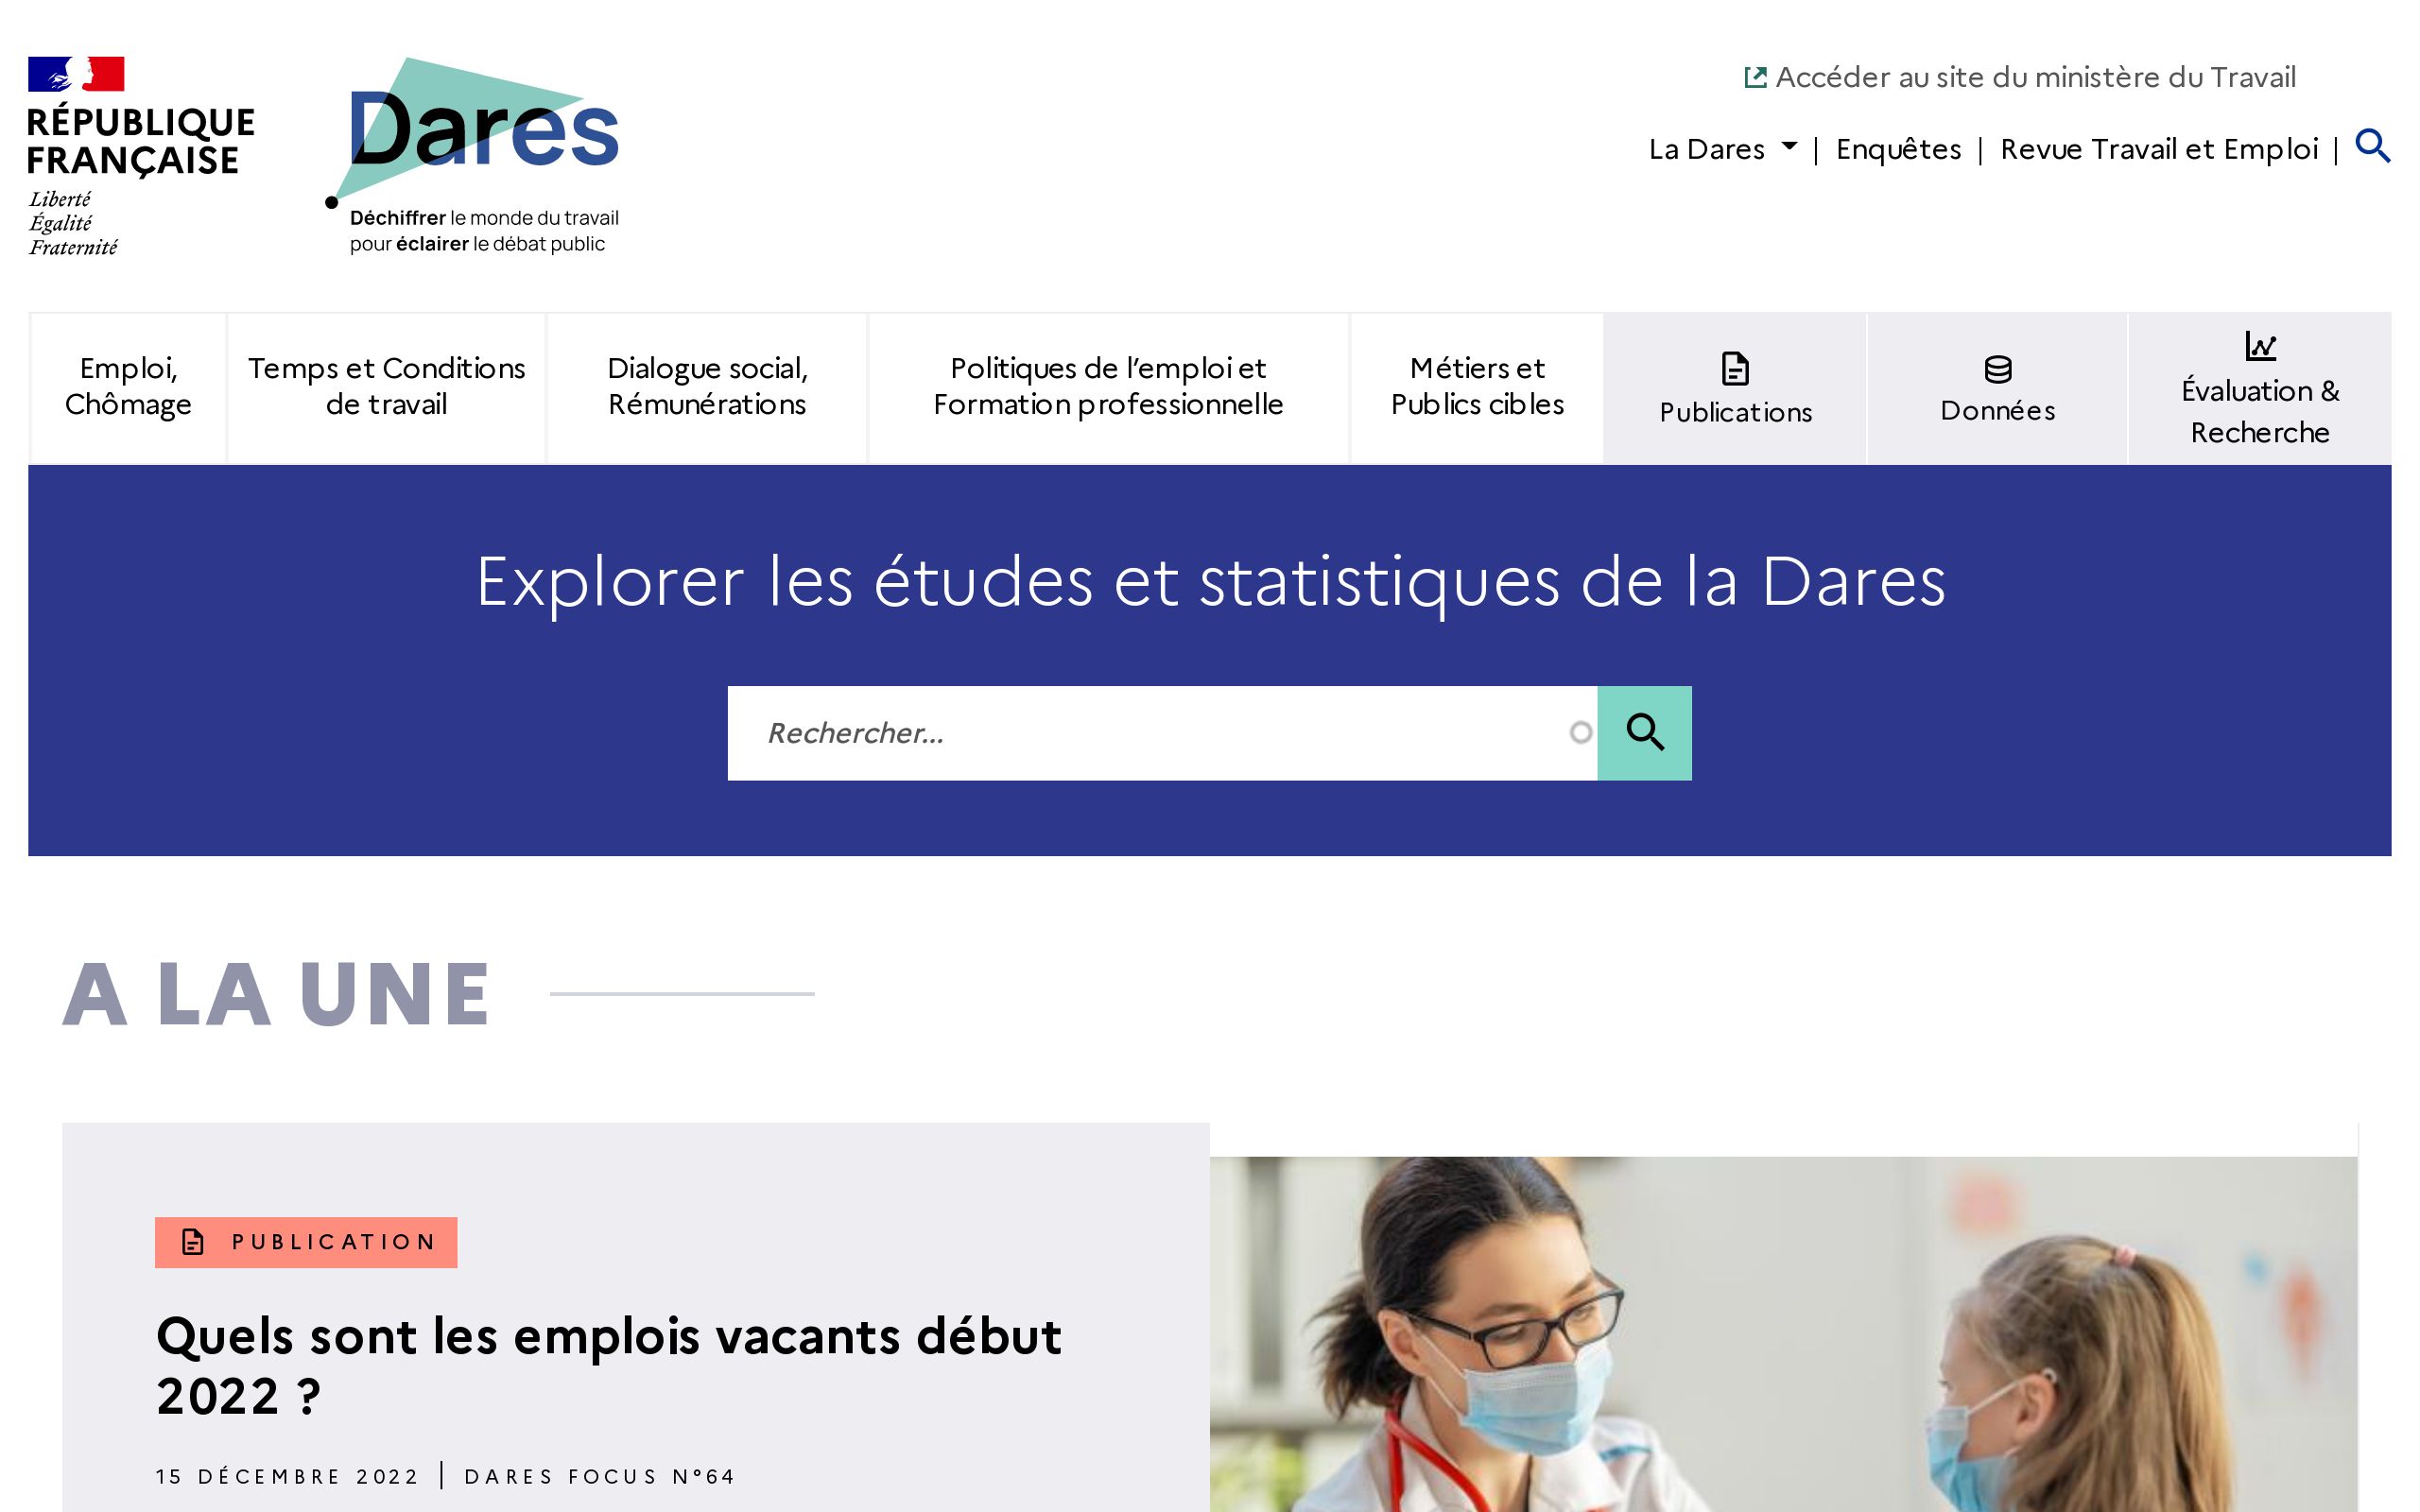 RÉPUBLIQUE
FRANÇAISE
Liberté
Égalité
Fraternité
Dares
Déchiffrer le monde du travail
pour éclairer le débat public
Accéder au site du ministère du Travail
La Dares | Enquêtes | Revue Travail et Emploi |
Emploi,
Chômage
Temps et Conditions
de travail
Dialogue social,
Rémunérations
Politiques de l’emploi et
Formation professionnelle
Métiers et
Publics cibles
Publications
Données
Évaluation &
Recherche
Explorer les études et statistiques de la Dares
Rechercher...
A LA UNE
PUBLICATION
Quels sont les emplois vacants début
2022 ?
15 DÉCEMBRE 2022 | DARES FOCUS N°64